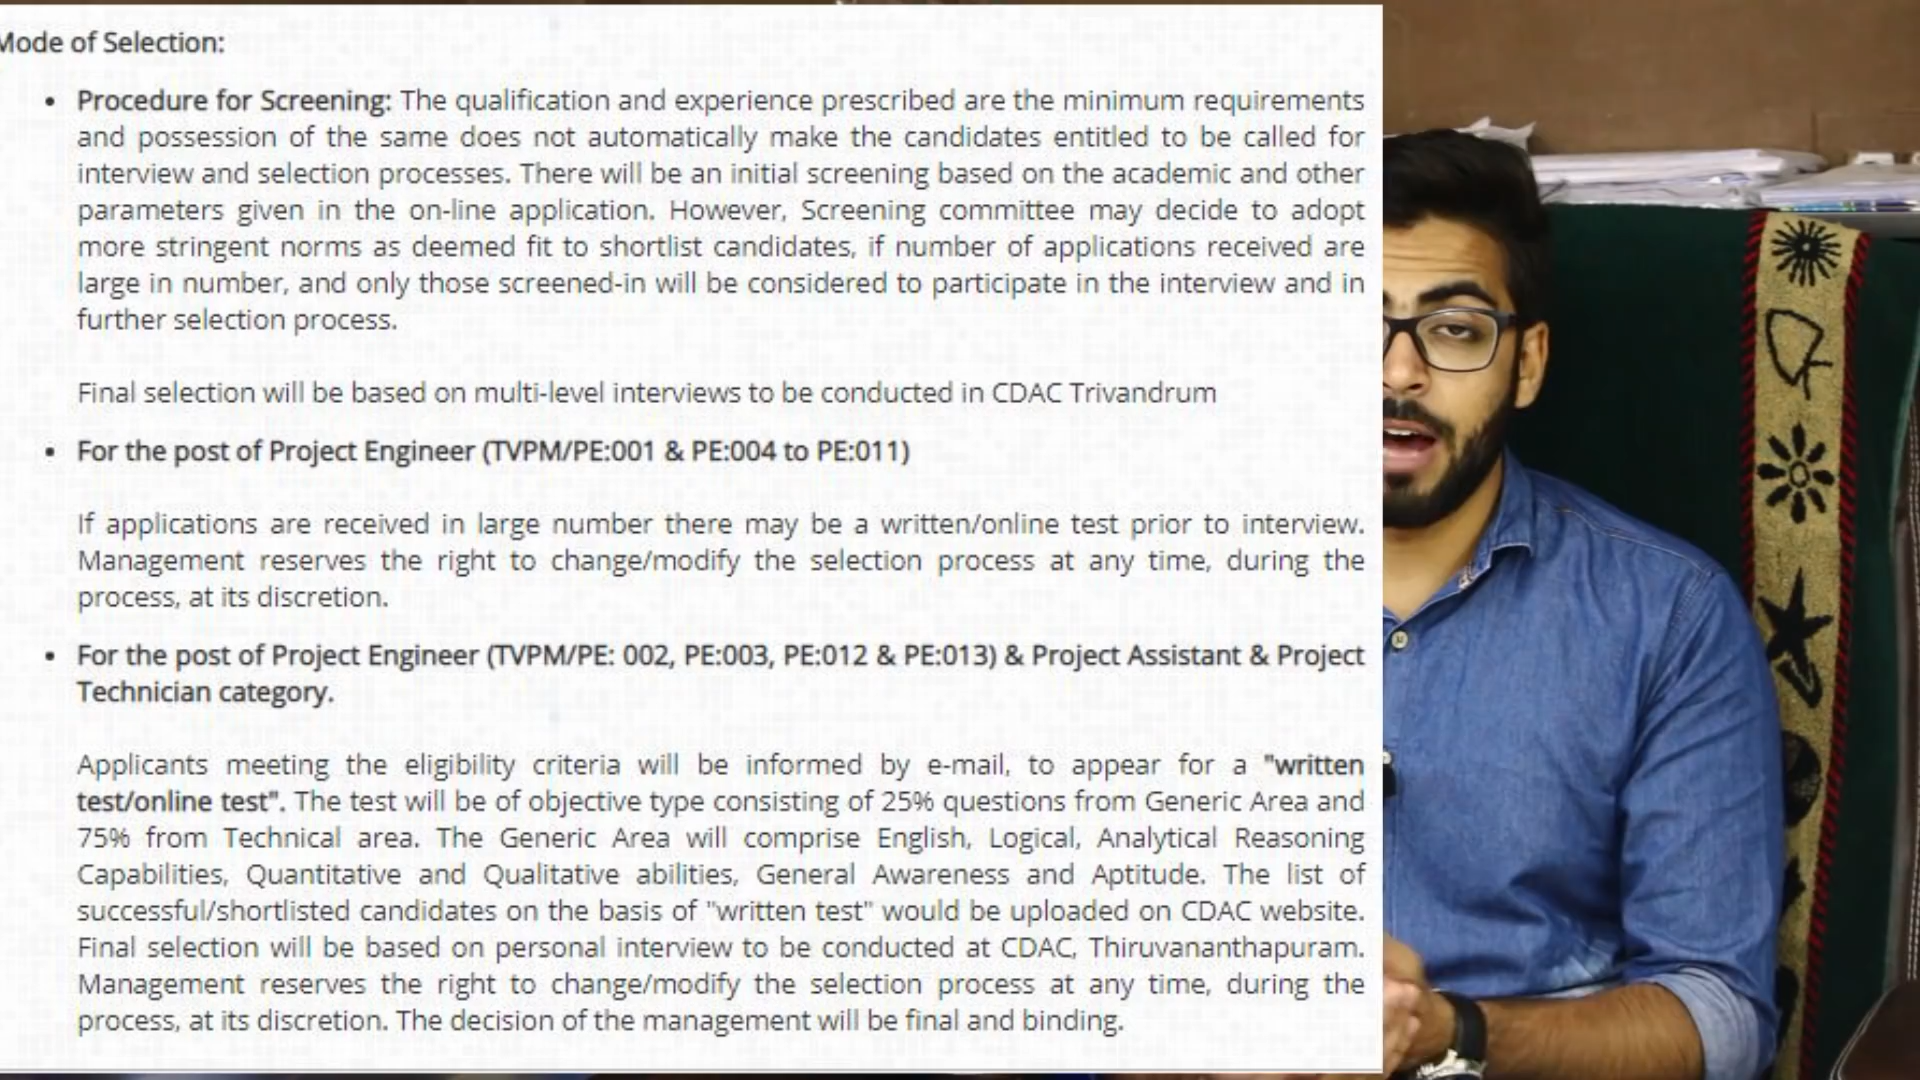 Mode of Selection:
• Procedure for Screening: The qualification and experience prescribed are the minimum requirements
and possession of the same does not automatically make the candidates entitled to be called for
interview and selection processes. There will be an initial screening based on the academic and other
parameters given in the on-line application. However, Screening committee may decide to adopt
more stringent norms as deemed fit to shortlist candidates, if number of applications received are
large in number, and only those screened-in will be considered to participate in the interview and in
further selection process.
Final selection will be based on multi-level interviews to be conducted in CDAC Trivandrum
• For the post of Project Engineer (TVPM/PE:001 & PE:004 to PE:011)
If applications are received in large number there may be a written/online test prior to interview.
Management reserves the right to change/modify the selection process at any time, during the
process, at its discretion.
• For the post of Project Engineer (TVPM/PE: 002, PE:003, PE:012 & PE:013) & Project Assistant & Project
Technician category.
Applicants meeting the eligibility criteria will be informed by e-mail, to appear for a "written
test/online test". The test will be of objective type consisting of 25% questions from Generic Area and
75% from Technical area. The Generic Area will comprise English, Logical, Analytical Reasoning
Capabilities, Quantitative and Qualitative abilities, General Awareness and Aptitude. The list of
successful/shortlisted candidates on the basis of "written test" would be uploaded on CDAC website.
Final selection will be based on personal interview to be conducted at CDAC, Thiruvananthapuram.
Management reserves the right to change/modify the selection process at any time, during the
process, at its discretion. The decision of the management will be final and binding.